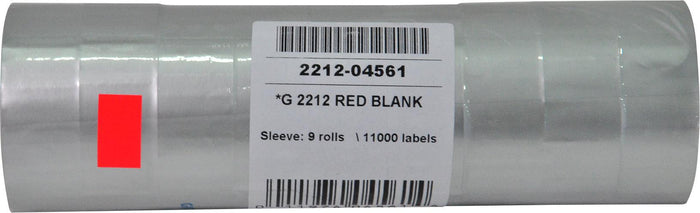 2212-04561
*G 2212 RED BLANK
Sleeve: 9 rolls \ 11000 labels